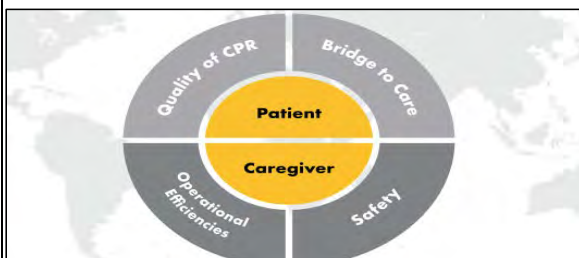 Quality of CPR
Bridge to Care
Patient
Caregiver
Operational
Efficiencies
Safety